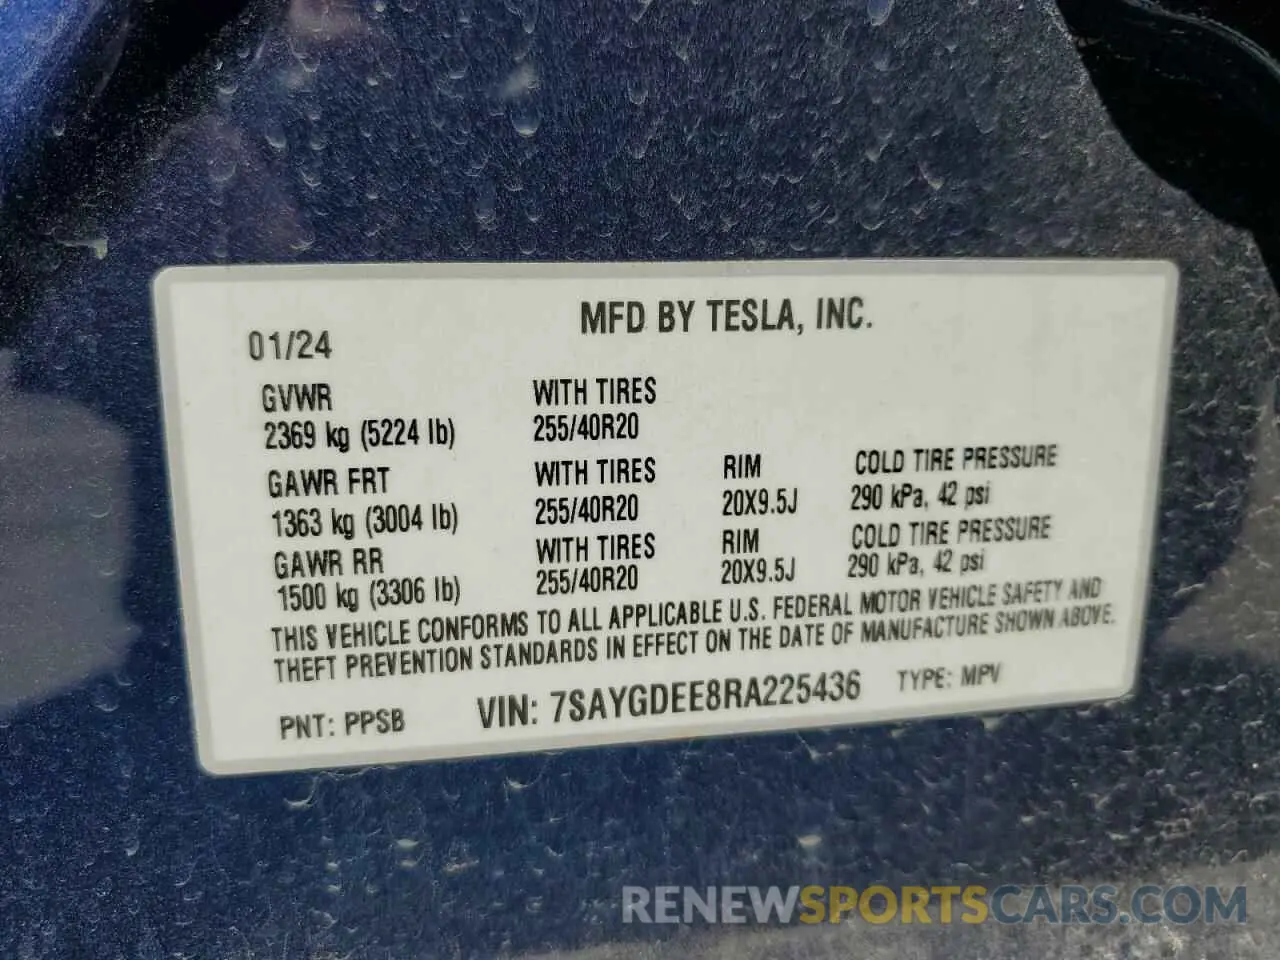 MFD BY TESLA, INC.
01/24
GVWR WITH TIRES
2369 kg (5224 lb) 255/40R20
GAWR FRT WITH TIRES RIM COLD TIRE PRESSURE
1363 kg (3004 lb) 255/40R20 20X9.5J 290 kPa, 42 psi
GAWR RR WITH TIRES RIM COLD TIRE PRESSURE
1500 kg (3306 lb) 255/40R20 20X9.5J 290 kPa, 42 psi
THIS VEHICLE CONFORMS TO ALL APPLICABLE U.S. FEDERAL MOTOR VEHICLE SAFETY AND
THEFT PREVENTION STANDARDS IN EFFECT ON THE DATE OF MANUFACTURE SHOWN ABOVE.
PNT: PPSB VIN: 7SAYGDEE8RA225436 TYPE: MPV
RENEWSPORTSCARS.COM